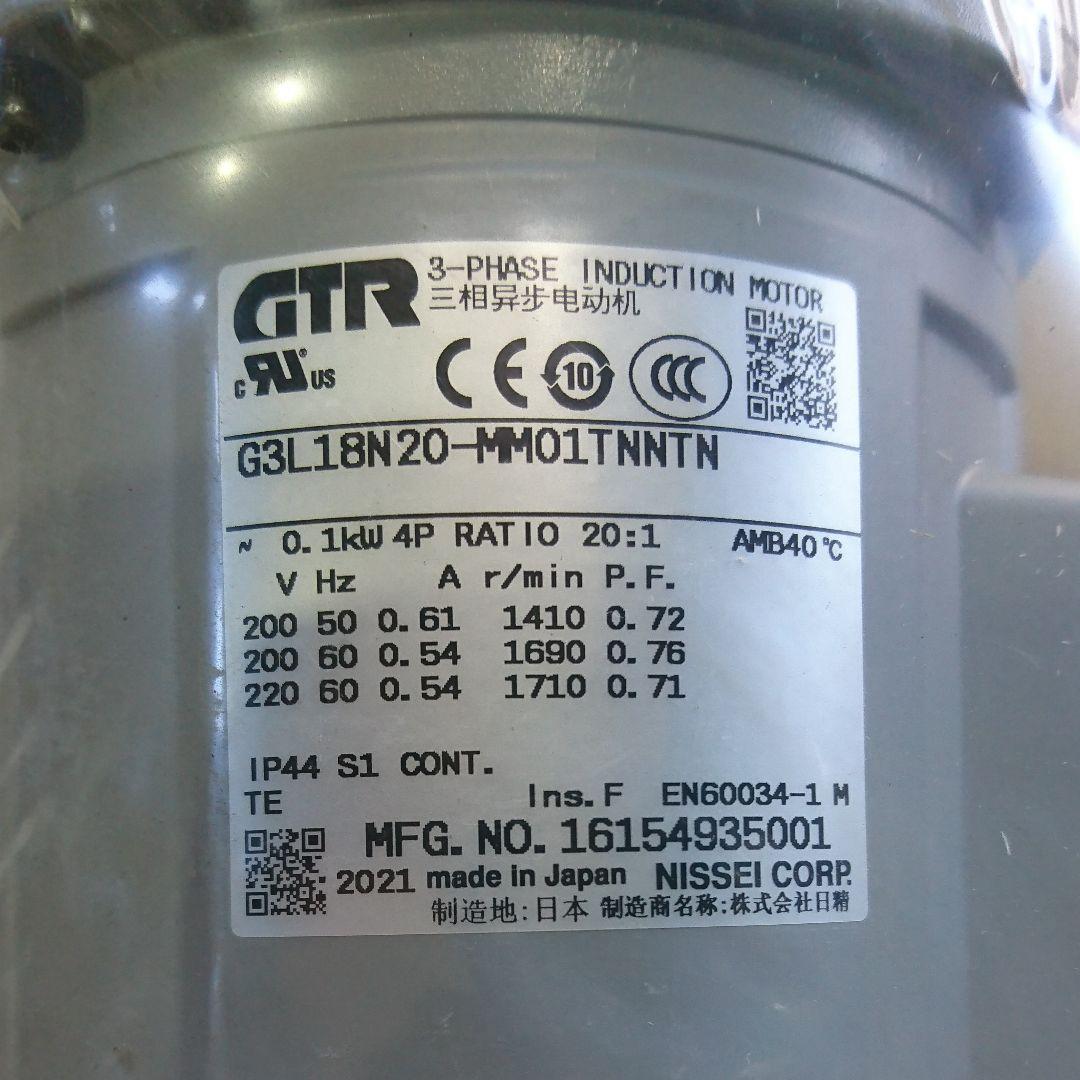 GTR 3-PHASE INDUCTION MOTOR
三相异步电动机
c RU US CE 10 CCC
G3L18N20-MM01TNNTN
~ 0.1kW 4P RATIO 20:1 AMB40℃
V Hz A r/min P.F.
200 50 0.61 1410 0.72
200 60 0.54 1690 0.76
220 60 0.54 1710 0.71
IP44 S1 CONT.
TE Ins.F EN60034-1 M
MFG. NO. 16154935001
2021 made in Japan NISSEI CORP.
制造地:日本 制造商名称:株式会社日精